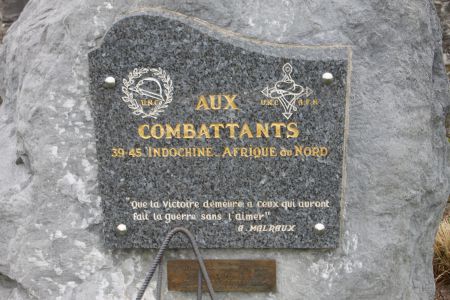 U.N.C
U.N.C A.F.N
AUX
COMBATTANTS
39-45. INDOCHINE. AFRIQUE DU NORD
"Que la Victoire demeure a ceux qui auront
fait la guerre sans l'aimer"
A. MALRAUX